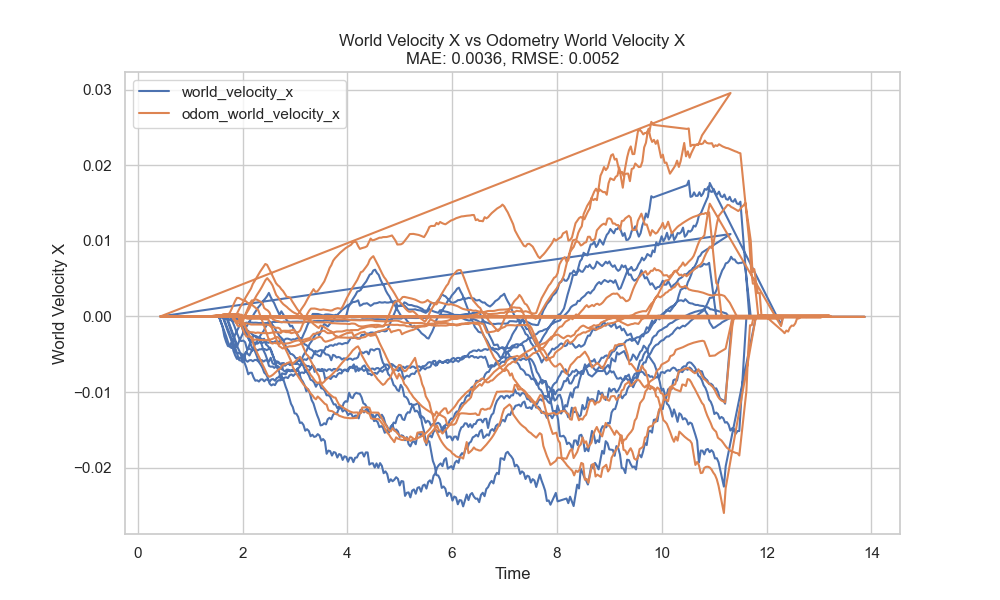 World Velocity X vs Odometry World Velocity X
MAE: 0.0036, RMSE: 0.0052
world_velocity_x
odom_world_velocity_x
World Velocity X
0.03
0.02
0.01
0.00
−0.01
−0.02
0 2 4 6 8 10 12 14
Time